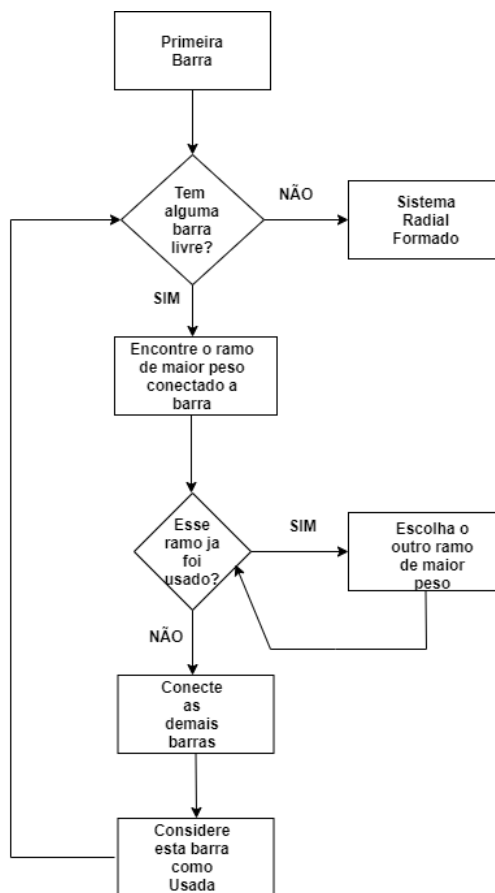 Primeira
Barra
Tem
alguma
barra
livre?
NÃO
Sistema
Radial
Formado
SIM
Encontre o ramo
de maior peso
conectado a
barra
Esse
ramo ja
foi
usado?
SIM
Escolha o
outro ramo
de maior
peso
NÃO
Conecte
as
demais
barras
Considere
esta barra
como
Usada